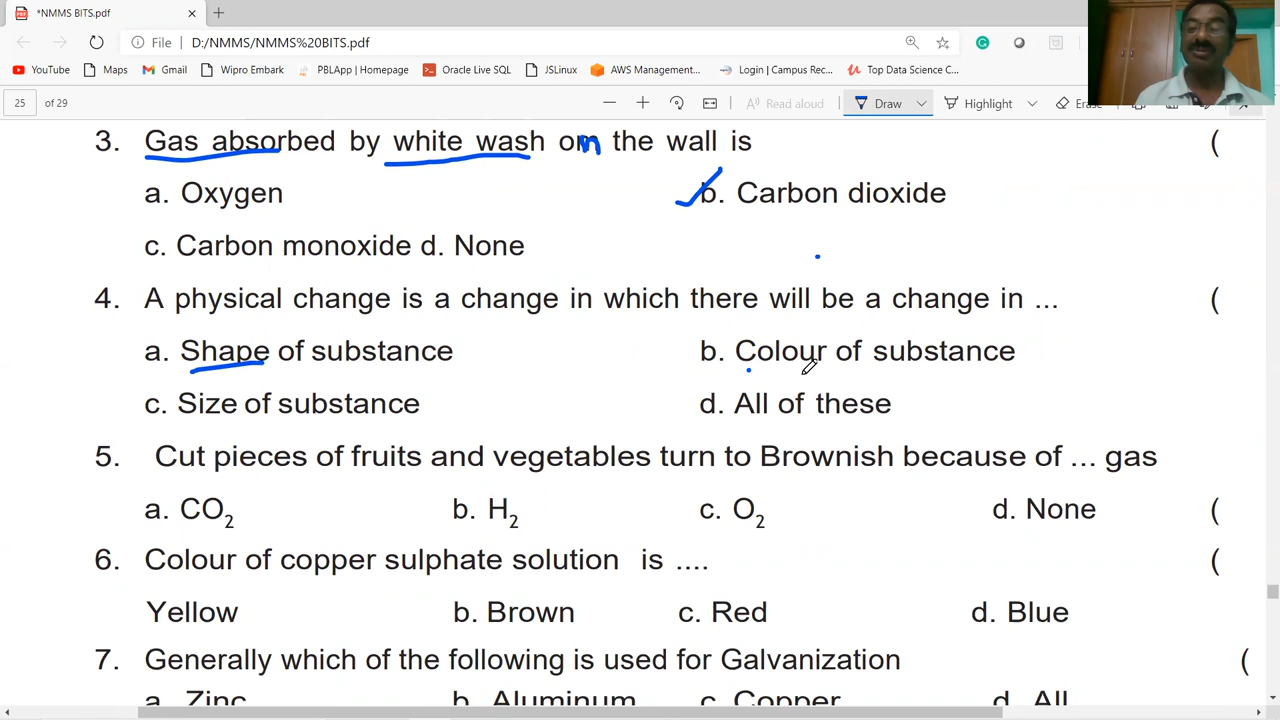 *NMMS BITS.pdf
File D:/NMMS/NMMS%20BITS.pdf
YouTube Maps Gmail Wipro Embark PBLApp | Homepage Oracle Live SQL JSLinux AWS Management... Login | Campus Rec... Top Data Science C...
25 of 29 Read aloud Draw Highlight Erase
3. Gas absorbed by white wash on the wall is (
a. Oxygen b. Carbon dioxide
c. Carbon monoxide d. None
4. A physical change is a change in which there will be a change in ... (
a. Shape of substance b. Colour of substance
c. Size of substance d. All of these
5. Cut pieces of fruits and vegetables turn to Brownish because of ... gas
a. CO₂ b. H₂ c. O₂ d. None (
6. Colour of copper sulphate solution is .... (
Yellow b. Brown c. Red d. Blue
7. Generally which of the following is used for Galvanization (
a. Zinc b. Aluminum c. Copper d. All